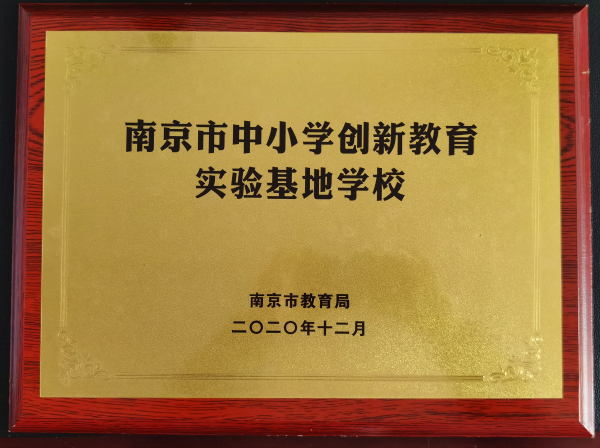 南京市中小学创新教育
实验基地学校
南京市教育局
二〇二〇年十二月